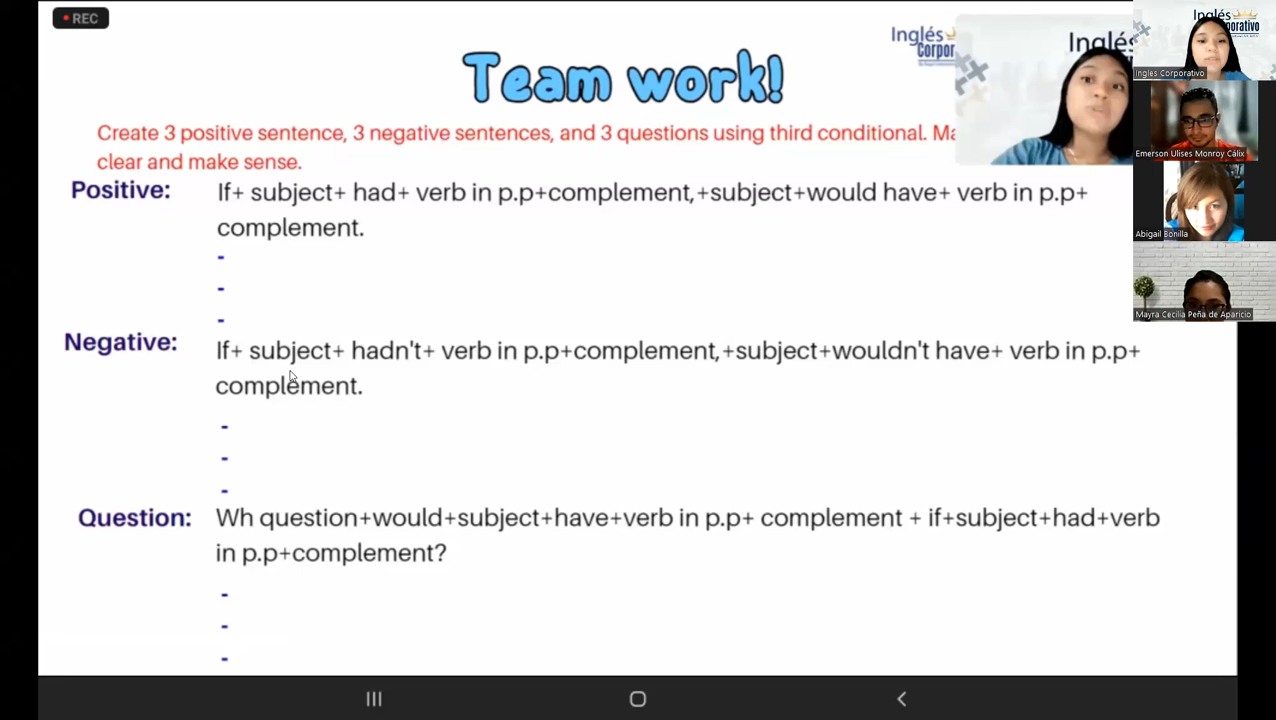 REC
Inglés
Corpor
Inglés
Inglés
Corporativo
Team work!
Create 3 positive sentence, 3 negative sentences, and 3 questions using third conditional. Ma
clear and make sense.
Positive: If+ subject+ had+ verb in p.p+complement,+subject+would have+ verb in p.p+
complement.
-
-
-
Negative: If+ subject+ hadn't+ verb in p.p+complement,+subject+wouldn't have+ verb in p.p+
complement.
-
-
-
Question: Wh question+would+subject+have+verb in p.p+ complement + if+subject+had+verb
in p.p+complement?
-
-
-
Ingles Corporativo
Emerson Ulises Monroy Cálix
Abigail Bonilla
Mayra Cecilia Peña de Aparicio